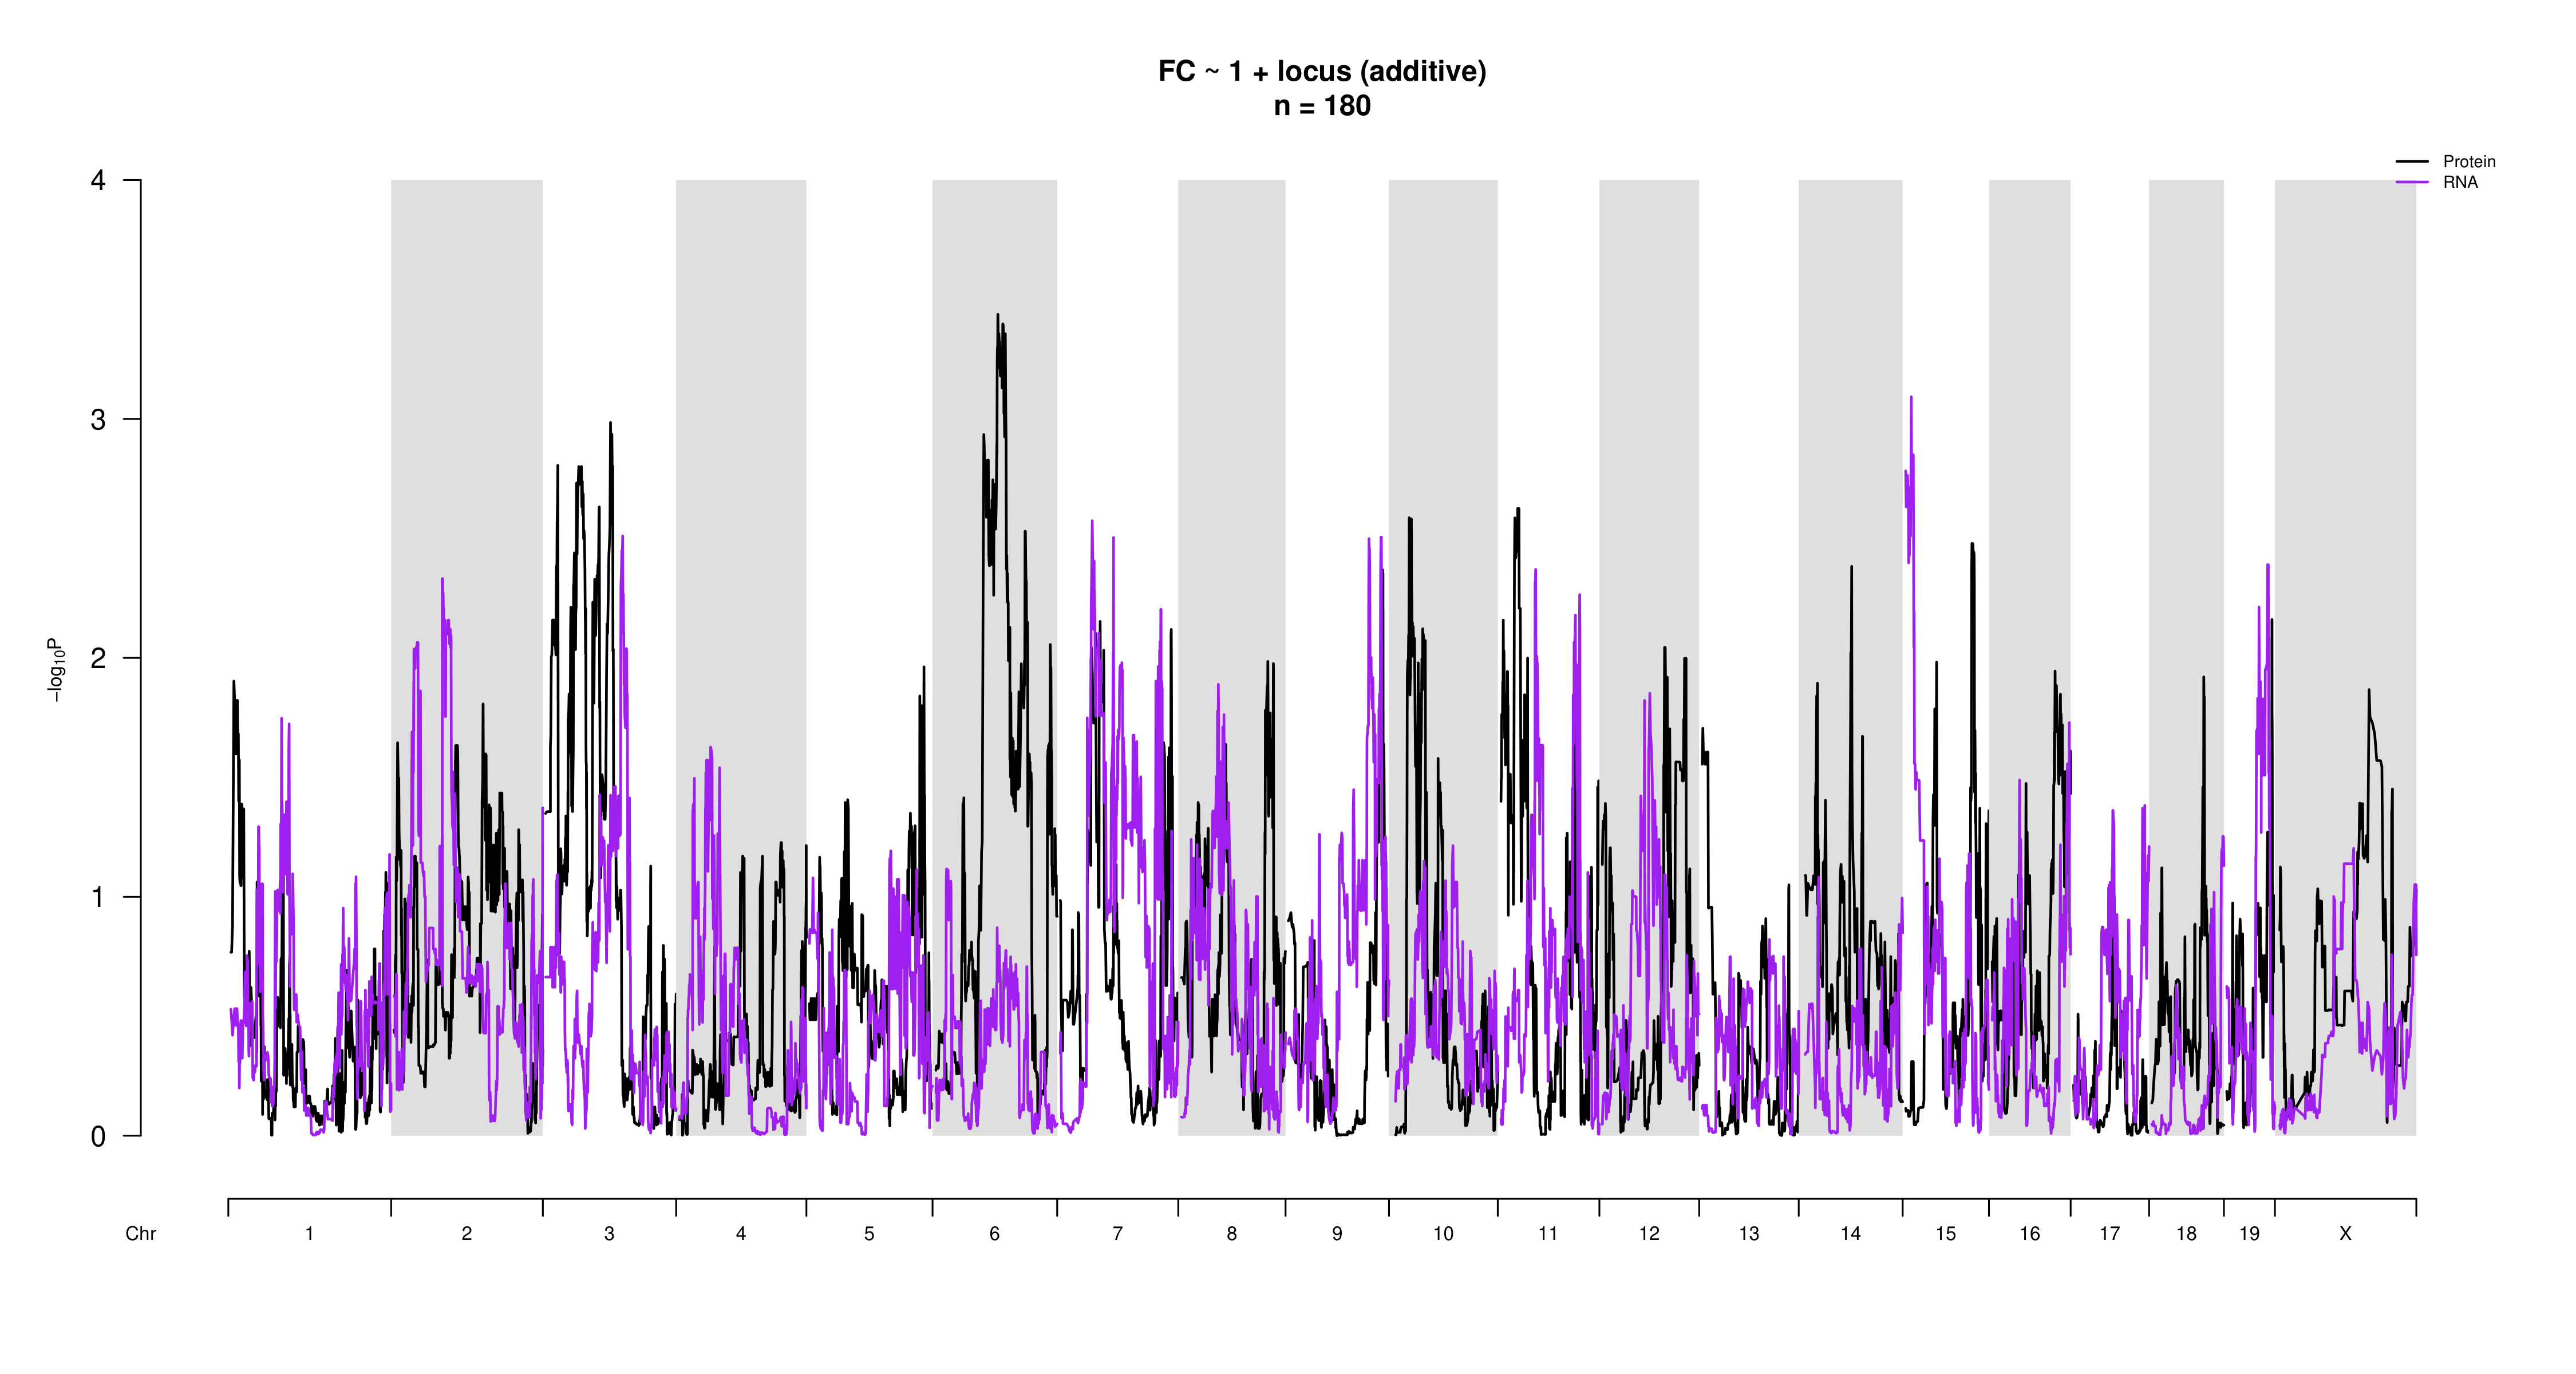 FC ~ 1 + locus (additive)
n = 180
Protein
RNA
4
3
2
1
0
−log10P
Chr 1 2 3 4 5 6 7 8 9 10 11 12 13 14 15 16 17 18 19 X